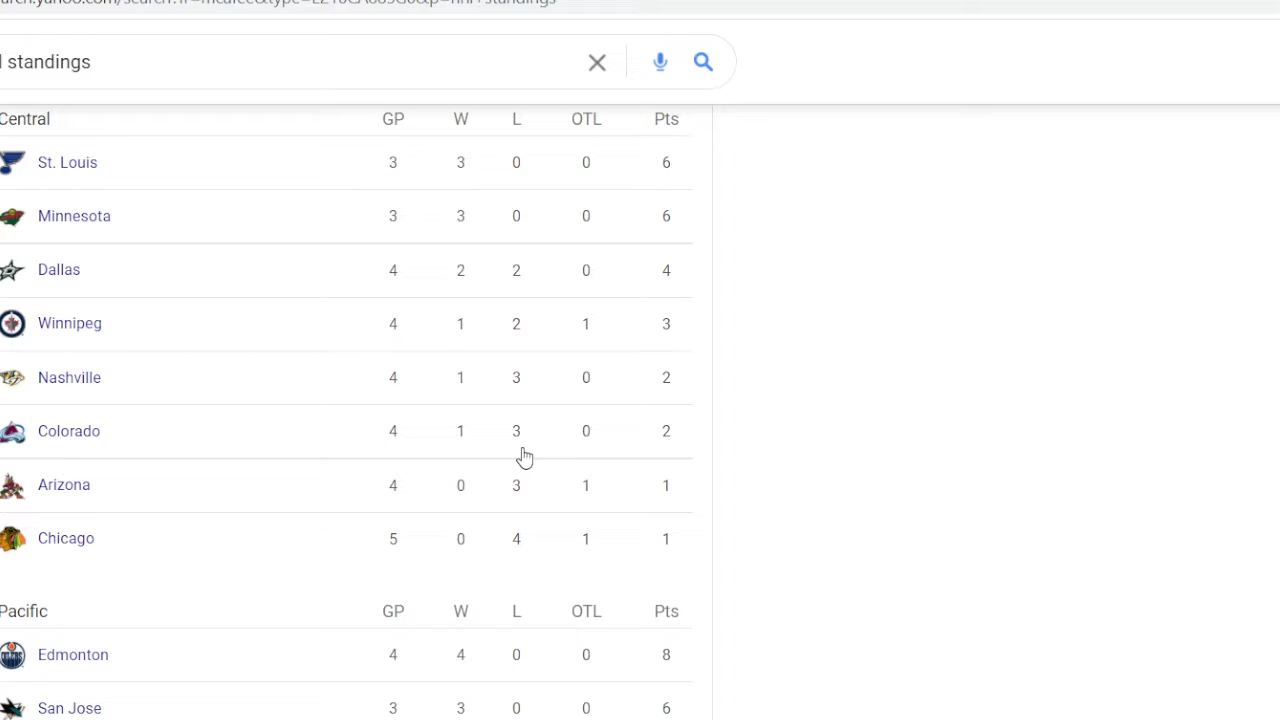 standings
Central GP W L OTL Pts
St. Louis 3 3 0 0 6
Minnesota 3 3 0 0 6
Dallas 4 2 2 0 4
Winnipeg 4 1 2 1 3
Nashville 4 1 3 0 2
Colorado 4 1 3 0 2
Arizona 4 0 3 1 1
Chicago 5 0 4 1 1
Pacific GP W L OTL Pts
Edmonton 4 4 0 0 8
San Jose 3 3 0 0 6